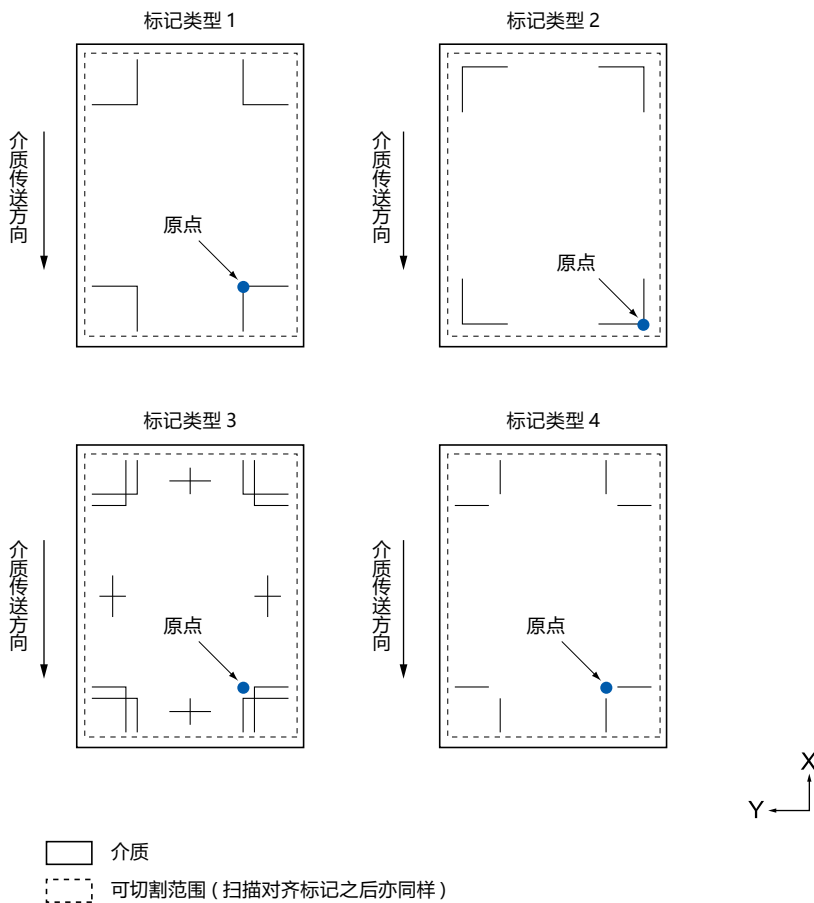 标记类型 1
标记类型 2
介质传送方向
原点
介质传送方向
原点
标记类型 3
标记类型 4
介质传送方向
原点
介质传送方向
原点
X
Y
介质
可切割范围 ( 扫描对齐标记之后亦同样 )